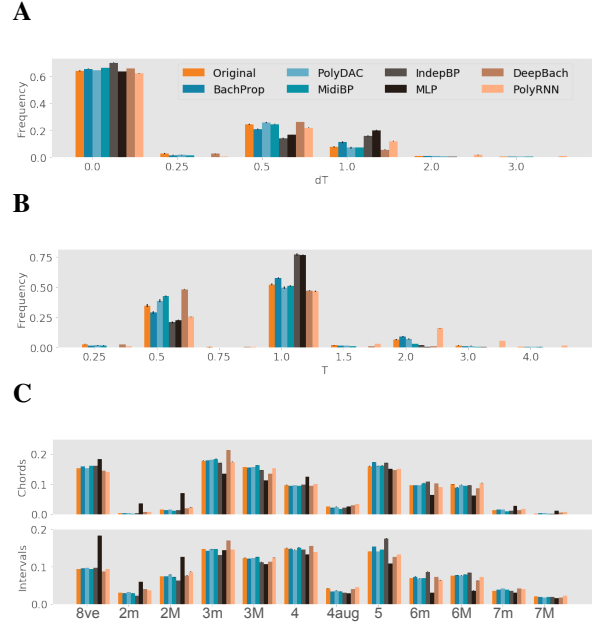 A
Frequency
0.6
0.4
0.2
0.0
Original PolyDAC IndepBP DeepBach
BachProp MidiBP MLP PolyRNN
0.0 0.25 0.5 1.0 2.0 3.0
dT
B
Frequency
0.75
0.50
0.25
0.00
0.25 0.5 0.75 1.0 1.5 2.0 3.0 4.0
T
C
Chords
0.2
0.1
0.0
Intervals
0.2
0.1
0.0
8ve 2m 2M 3m 3M 4 4aug 5 6m 6M 7m 7M